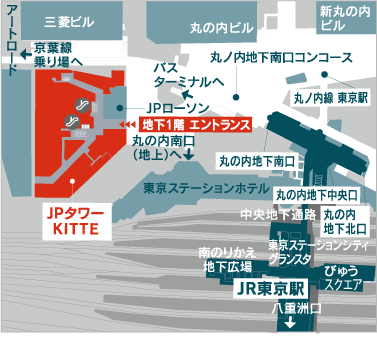 アートロード
三菱ビル
丸の内ビル
新丸の内
ビル
京葉線
乗り場へ
バス
ターミナルへ
丸ノ内地下南口コンコース
丸ノ内線 東京駅
JPローソン
地下1階 エントランス
丸の内南口
(地上)へ
丸の内地下南口
東京ステーションホテル
丸の内地下中央口
JPタワー
KITTE
中央地下通路
丸の内
地下北口
南のりかえ
地下広場
東京ステーションシティ
グランスタ
びゅう
スクエア
JR東京駅
八重洲口